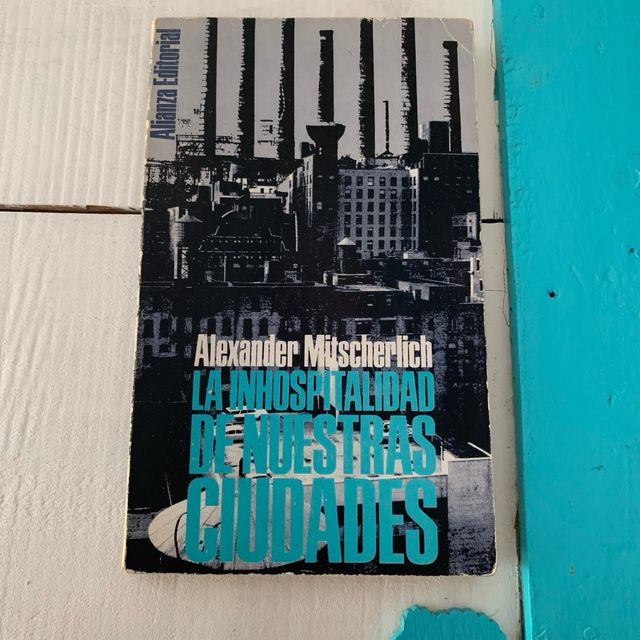 Alianza Editorial
Alexander Mitscherlich
LA INHOSPITALIDAD
DE NUESTRAS
CIUDADES